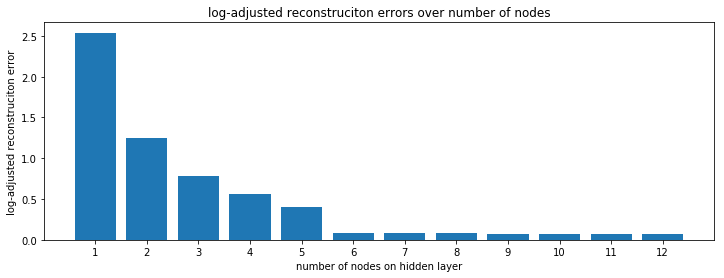 log-adjusted reconstruciton errors over number of nodes
log-adjusted reconstruciton error
2.5
2.0
1.5
1.0
0.5
0.0
1 2 3 4 5 6 7 8 9 10 11 12
number of nodes on hidden layer